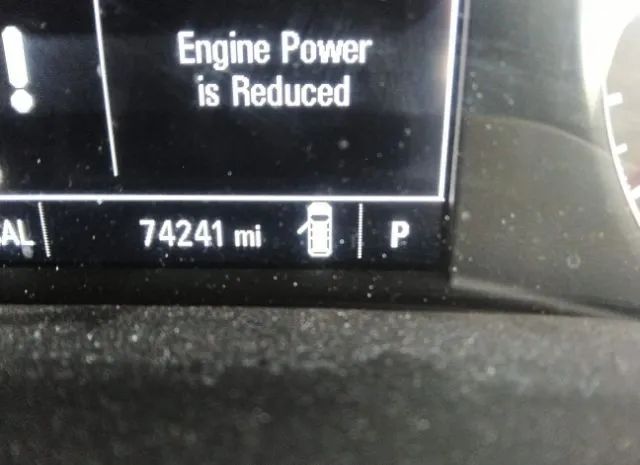 Engine Power
is Reduced
74241 mi
P